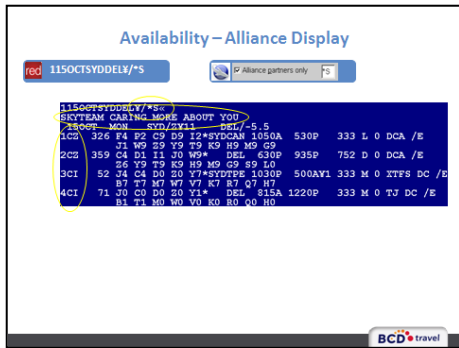 Availability – Alliance Display
red 115OCTSYDDEL¥/*S
Alliance partners only *S
115OCTSYDDEL¥/*S«
SKYTEAM CARING MORE ABOUT YOU
15OCT MON SYD/Z¥11 DEL/-5.5
1CZ 326 F4 P2 C9 D9 I2*SYDCAN 1050A 530P 333 L 0 DCA /E
J1 W9 Z9 Y9 T9 K9 H9 M9 G9
2CZ 359 C4 D1 I1 J0 W9* DEL 630P 935P 752 D 0 DCA /E
Z6 Y9 T9 K9 H9 M9 G9 S9 L0
3CI 52 J4 C4 D0 Z0 Y7*SYDTPE 1030P 500A¥1 333 M 0 XTFS DC /E
B7 T7 M7 W7 V7 K7 R7 Q7 H7
4CI 71 J0 C0 D0 Z0 Y1* DEL 815A 1220P 333 M 0 TJ DC /E
B1 T1 M0 W0 V0 K0 R0 Q0 H0
BCD travel